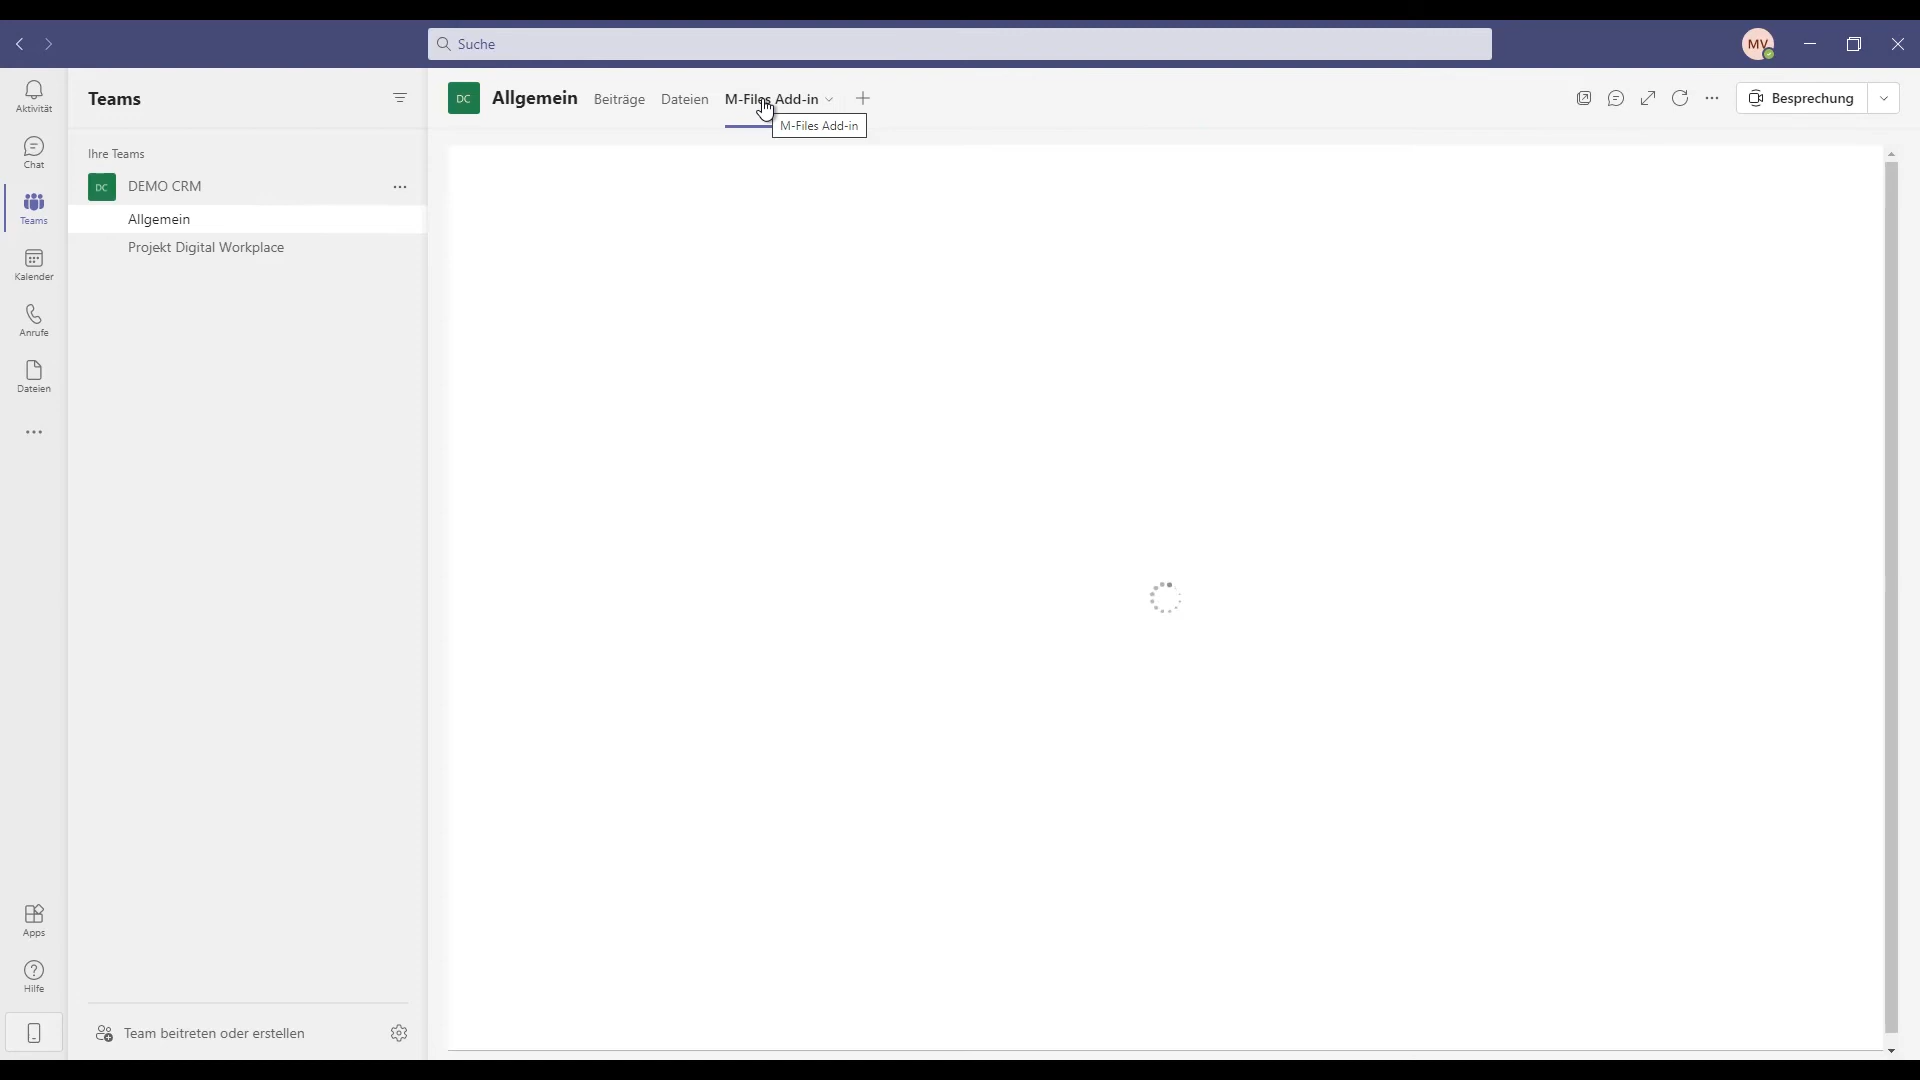 Suche
MV
Aktivität
Chat
Teams
Kalender
Anrufe
Dateien
Apps
Hilfe
Teams
Ihre Teams
DC DEMO CRM
Allgemein
Projekt Digital Workplace
Team beitreten oder erstellen
DC Allgemein Beiträge Dateien M-Files Add-in
M-Files Add-in
Besprechung